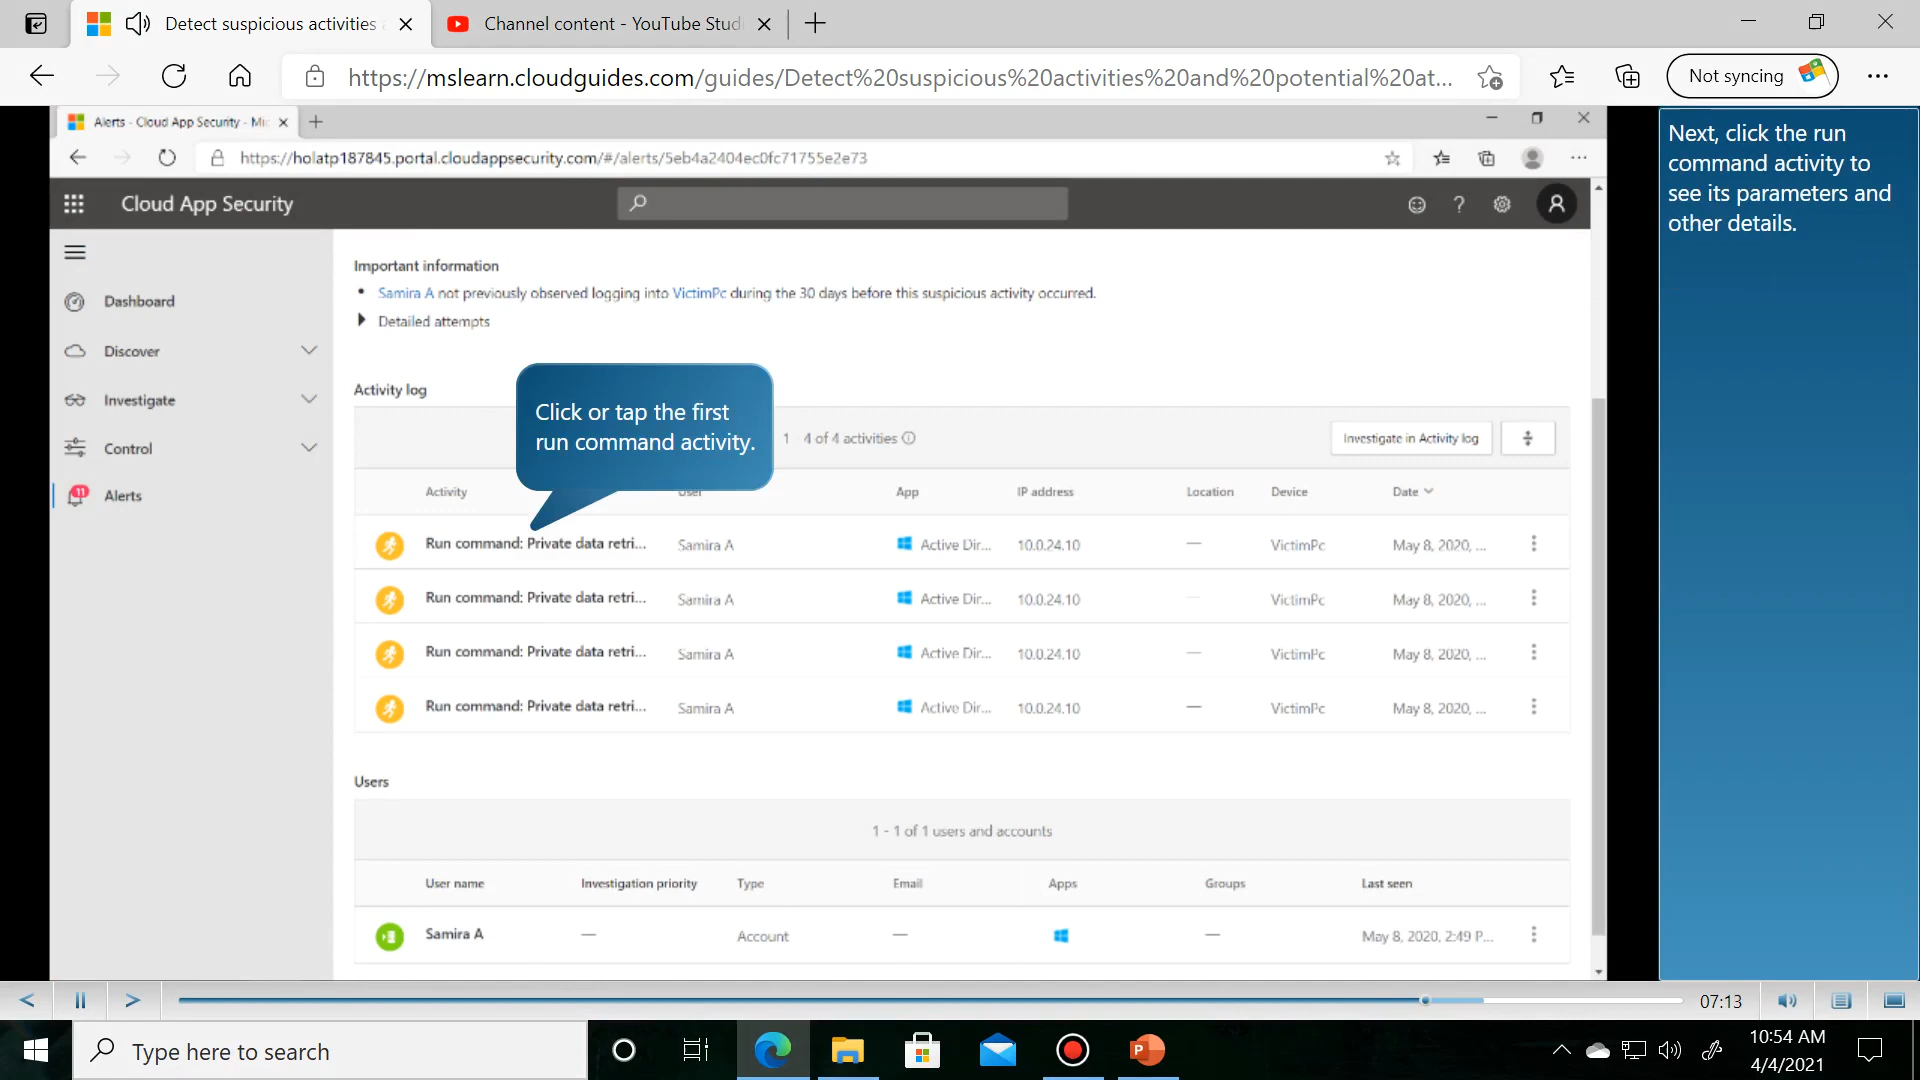 Detect suspicious activities
Channel content - YouTube Stud
https://mslearn.cloudguides.com/guides/Detect%20suspicious%20activities%20and%20potential%20at...
Not syncing
Alerts - Cloud App Security - Mic
https://holatp187845.portal.cloudappsecurity.com/#/alerts/5eb4a2404ec0fc71755e2e73
Cloud App Security
Dashboard
Discover
Investigate
Control
11
Alerts
Important information
Samira A not previously observed logging into VictimPc during the 30 days before this suspicious activity occurred.
Detailed attempts
Activity log
Click or tap the first
run command activity.
1 4 of 4 activities
Investigate in Activity log
Activity User App IP address Location Device Date
Run command: Private data retri... Samira A Active Dir... 10.0.24.10 — VictimPc May 8, 2020, ...
Run command: Private data retri... Samira A Active Dir... 10.0.24.10 — VictimPc May 8, 2020, ...
Run command: Private data retri... Samira A Active Dir... 10.0.24.10 — VictimPc May 8, 2020, ...
Run command: Private data retri... Samira A Active Dir... 10.0.24.10 — VictimPc May 8, 2020, ...
Users
1 - 1 of 1 users and accounts
User name Investigation priority Type Email Apps Groups Last seen
Samira A — Account — — May 8, 2020, 2:49 P...
Next, click the run
command activity to
see its parameters and
other details.
07:13
Type here to search
10:54 AM
4/4/2021